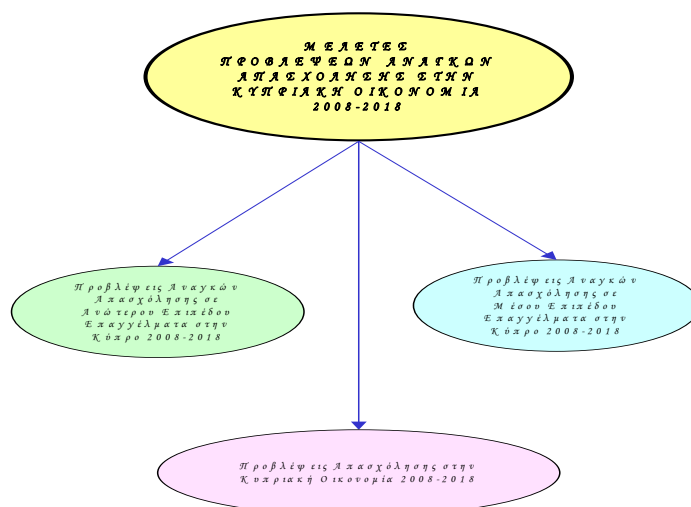 ΜΕΛΕΤΕΣ
ΠΡΟΒΛΕΨΕΩΝ ΑΝΑΓΚΩΝ
ΑΠΑΣΧΟΛΗΣΗΣ ΣΤΗΝ
ΚΥΠΡΙΑΚΗ ΟΙΚΟΝΟΜΙΑ
2008-2018
Προβλέψεις Αναγκών
Απασχόλησης σε
Ανώτερου Επιπέδου
Επαγγέλματα στην
Κύπρο 2008-2018
Προβλέψεις Αναγκών
Απασχόλησης σε
Μέσου Επιπέδου
Επαγγέλματα στην
Κύπρο 2008-2018
Προβλέψεις Απασχόλησης στην
Κυπριακή Οικονομία 2008-2018